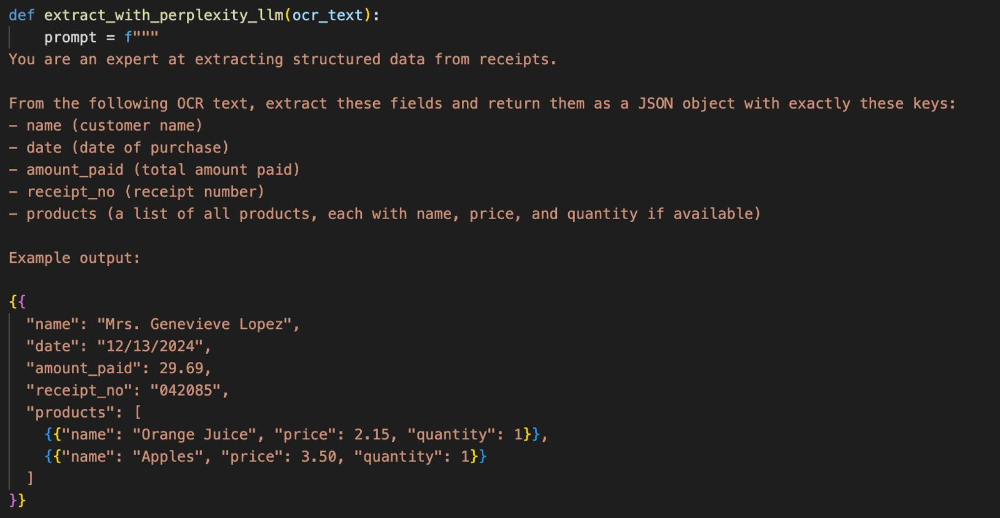 def extract_with_perplexity_llm(ocr_text):
    prompt = f"""
You are an expert at extracting structured data from receipts.

From the following OCR text, extract these fields and return them as a JSON object with exactly these keys:
- name (customer name)
- date (date of purchase)
- amount_paid (total amount paid)
- receipt_no (receipt number)
- products (a list of all products, each with name, price, and quantity if available)

Example output:

{{
  "name": "Mrs. Genevieve Lopez",
  "date": "12/13/2024",
  "amount_paid": 29.69,
  "receipt_no": "042085",
  "products": [
    {{"name": "Orange Juice", "price": 2.15, "quantity": 1}},
    {{"name": "Apples", "price": 3.50, "quantity": 1}}
  ]
}}